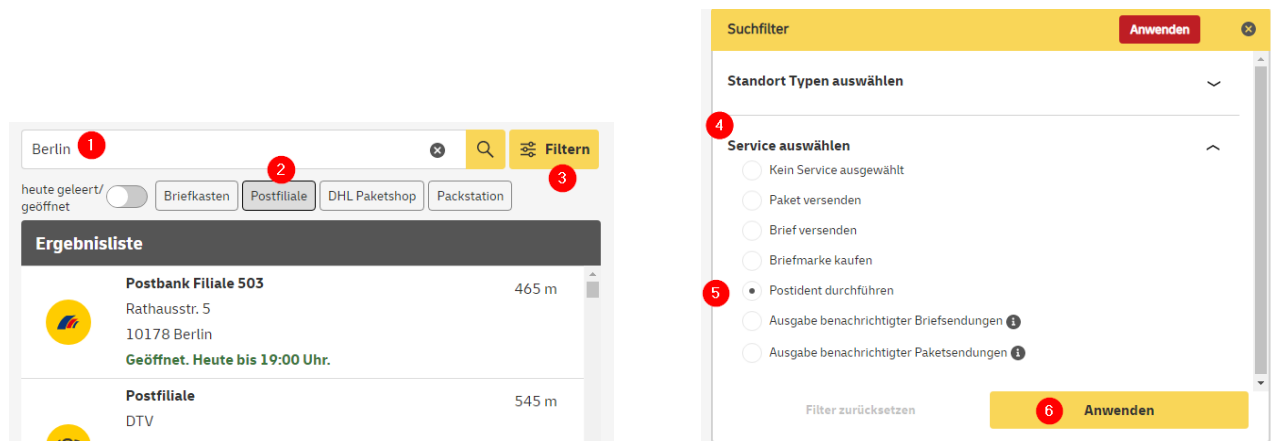 Berlin 1
Filtern
2
3
heute geleert/
geöffnet
Briefkasten Postfiliale DHL Paketshop Packstation
Ergebnisliste
Postbank Filiale 503
465 m
Rathausstr. 5
10178 Berlin
Geöffnet. Heute bis 19:00 Uhr.
Postfiliale
545 m
DTV
Suchfilter Anwenden
Standort Typen auswählen
4
Service auswählen
Kein Service ausgewählt
Paket versenden
Brief versenden
Briefmarke kaufen
5 Postident durchführen
Ausgabe benachrichtigter Briefsendungen i
Ausgabe benachrichtigter Paketsendungen i
Filter zurücksetzen 6 Anwenden